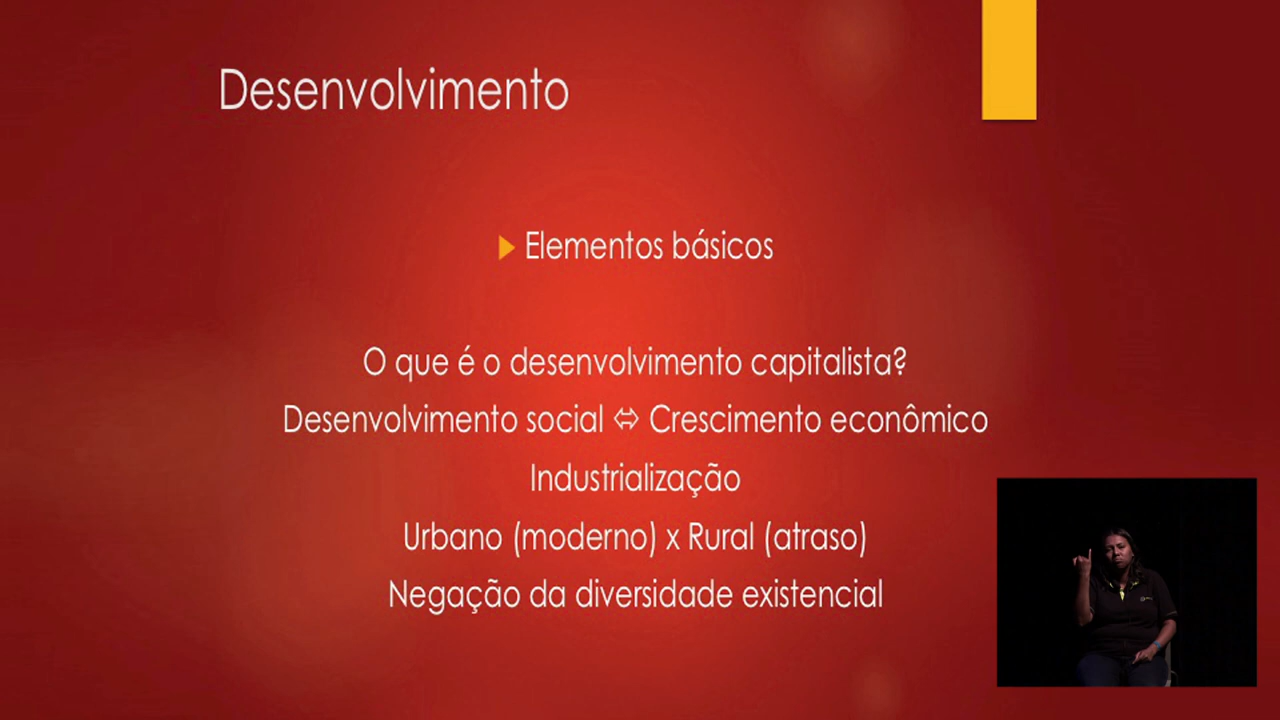 Desenvolvimento
Elementos básicos
O que é o desenvolvimento capitalista?
Desenvolvimento social ⬄ Crescimento econômico
Industrialização
Urbano (moderno) x Rural (atraso)
Negação da diversidade existencial